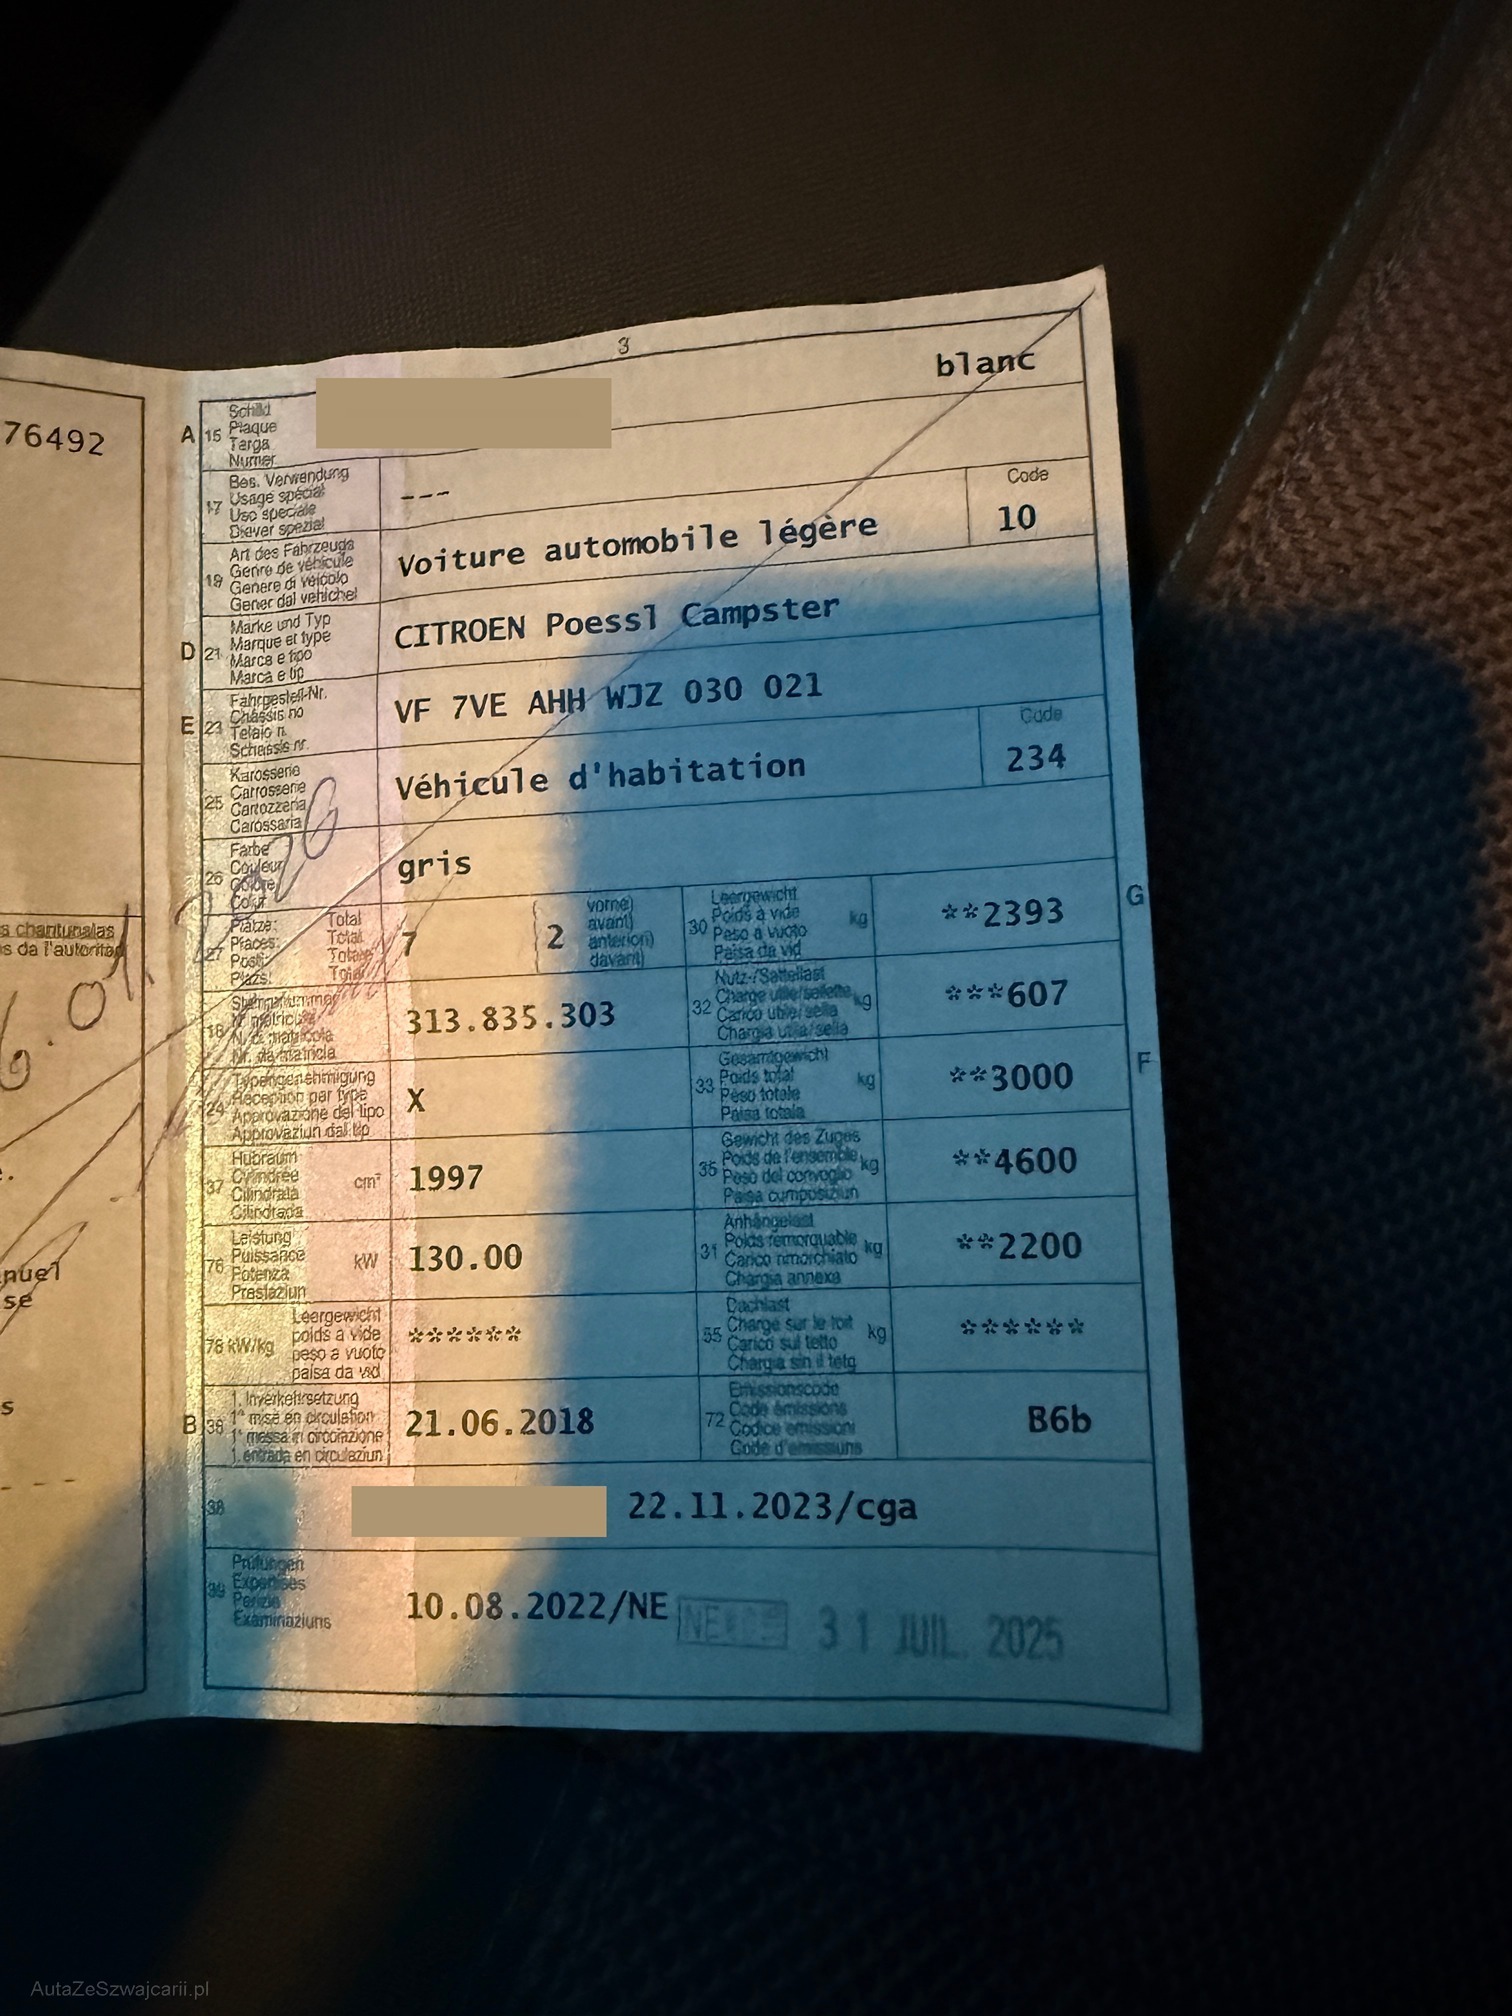 76492
s chantunalas
s da l'autoritad
6.01.2026
nuel
se
s
3
A 15 Schild
Plaque
Targa
Numer
blanc
17 Bes. Verwendung
Usage spécial
Uso speciale
Diever spezial
---
19 Art des Fahrzeugs
Genre de véhicule
Genere di veicolo
Gener dal vehichel
Voiture automobile légère
Code
10
D 21 Marke und Typ
Marque et type
Marca e tipo
Marca e tip
CITROEN Poessl Campster
E 23 Fahrgestell-Nr.
Châssis no
Telaio n.
Schassis nr.
VF 7VE AHH WJZ 030 021
25 Karosserie
Carrosserie
Carrozzeria
Carossaria
Véhicule d'habitation
Code
234
26 Farbe
Couleur
Colore
Colur
gris
27 Plätze: Total
Places: Total
Posti: Totale
Plazs: Total
7
2
vorne)
avant)
anteriori)
davant)
30 Leergewicht
Poids à vide
Peso a vuoto
Paisa da vid
kg
**2393
G
18 Stammnummer
N° matricule
N. di matricola
Nr. da matricla
313.835.303
32 Nutz-/Sattellast
Charge utile/sellette
Carico utile/sella
Chargia utila/sella
kg
***607
24 Typengenehmigung
Réception par type
Approvazione del tipo
Approvaziun dal tip
X
33 Gesamtgewicht
Poids total
Peso totale
Paisa totala
kg
**3000
F
37 Hubraum
Cylindrée
Cilindrata
Cilindrada
cm³
1997
35 Gewicht des Zuges
Poids de l'ensemble
Peso del convoglio
Paisa cumposiziun
kg
**4600
76 Leistung
Puissance
Potenza
Prestaziun
kW
130.00
31 Anhängelast
Poids remorquable
Carico rimorchiato
Chargia annexa
kg
**2200
78 kW/kg
Leergewicht
poids à vide
peso a vuoto
paisa da vid
******
55 Dachlast
Charge sur le toit
Carico sul tetto
Chargia sin il tetg
kg
******
B 36 1. Inverkehrsetzung
1re mise en circulation
1a messa in circolazione
1. entrada en circulaziun
21.06.2018
72 Emissionscode
Code émissions
Codice emissioni
Code d'emissiuns
B6b
38
22.11.2023/cga
39 Prüfungen
Expertises
Perizie
Examinaziuns
10.08.2022/NE
31 JUIL. 2025
AutaZeSzwajcarii.pl